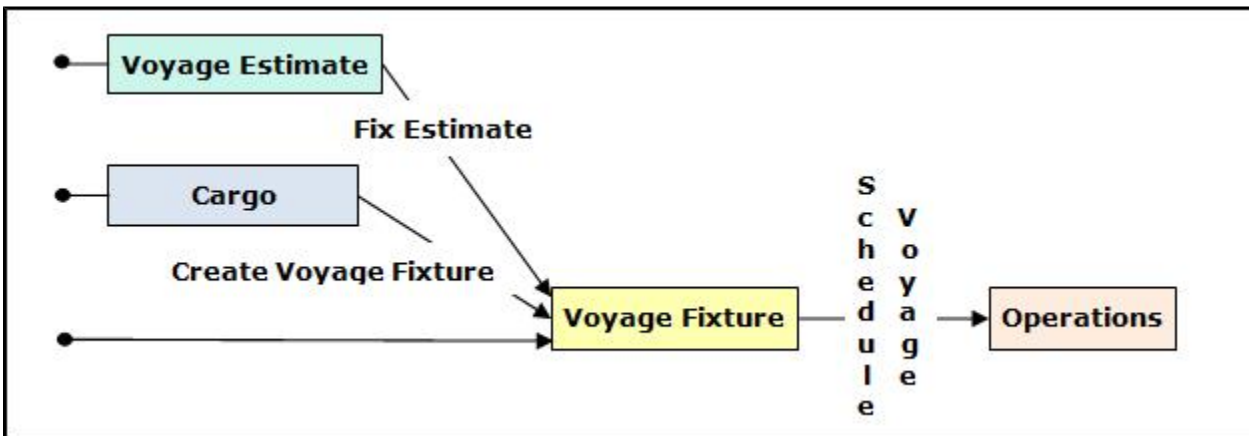 Voyage Estimate
Fix Estimate
Cargo
Create Voyage Fixture
Voyage Fixture
Schedule
Voyage
Operations